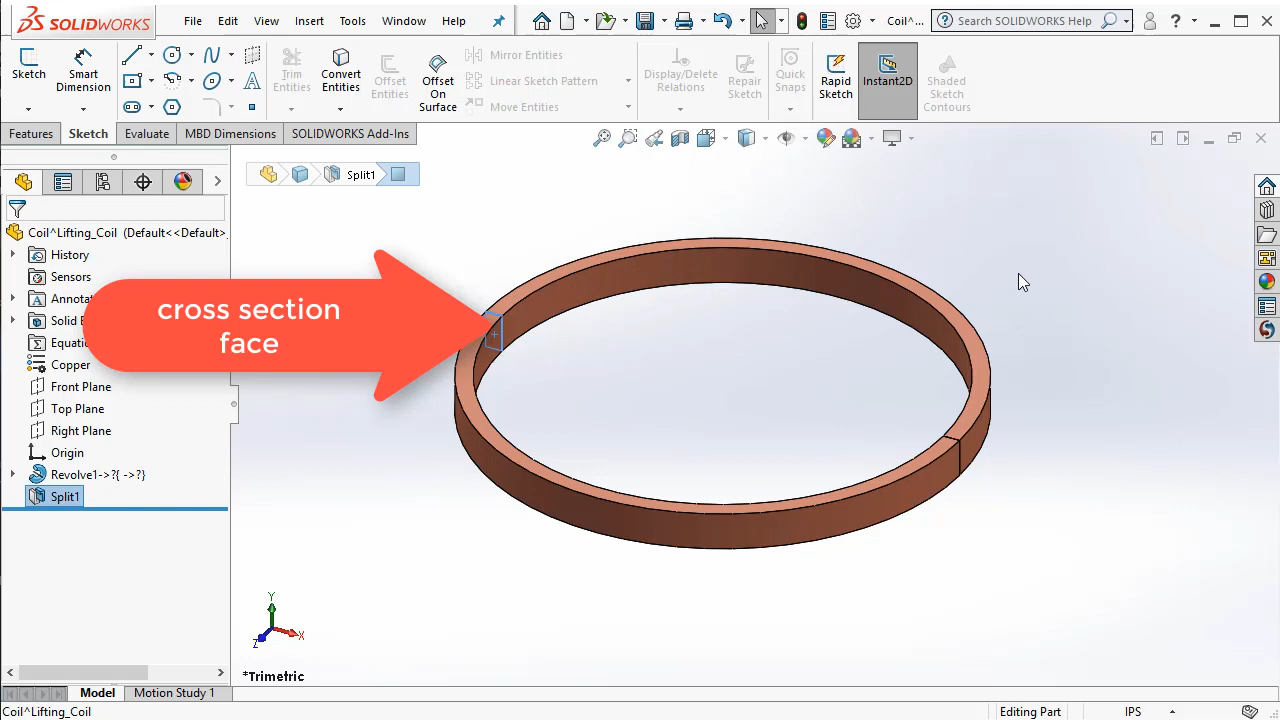 SOLIDWORKS
File Edit View Insert Tools Window Help
Coil^...
Search SOLIDWORKS Help
Sketch
Smart Dimension
Trim Entities
Convert Entities
Offset Entities
Offset On Surface
Mirror Entities
Linear Sketch Pattern
Move Entities
Display/Delete Relations
Repair Sketch
Quick Snaps
Rapid Sketch
Instant2D
Shaded Sketch Contours
Features Sketch Evaluate MBD Dimensions SOLIDWORKS Add-Ins
Split1
Coil^Lifting_Coil (Default<<Default>_
History
Sensors
Annota
Solid B
Equatio
Copper
Front Plane
Top Plane
Right Plane
Origin
Revolve1->?{ ->?}
Split1
cross section
face
Y
X
Z
*Trimetric
Model Motion Study 1
Coil^Lifting_Coil
Editing Part
IPS